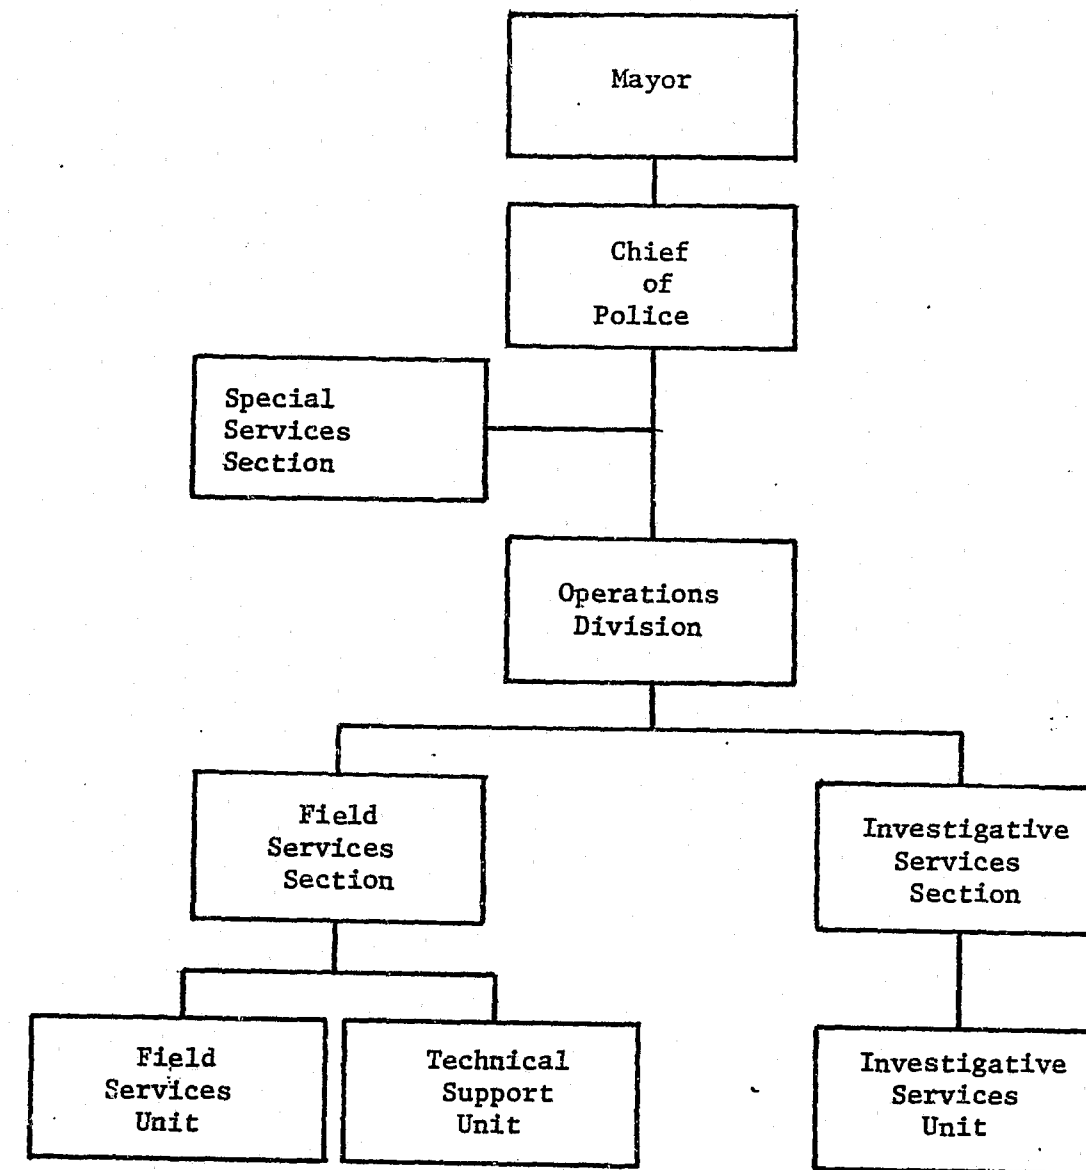 Mayor
Chief
of
Police
Special
Services
Section
Operations
Division
Field
Services
Section
Investigative
Services
Section
Field
Services
Unit
Technical
Support
Unit
Investigative
Services
Unit